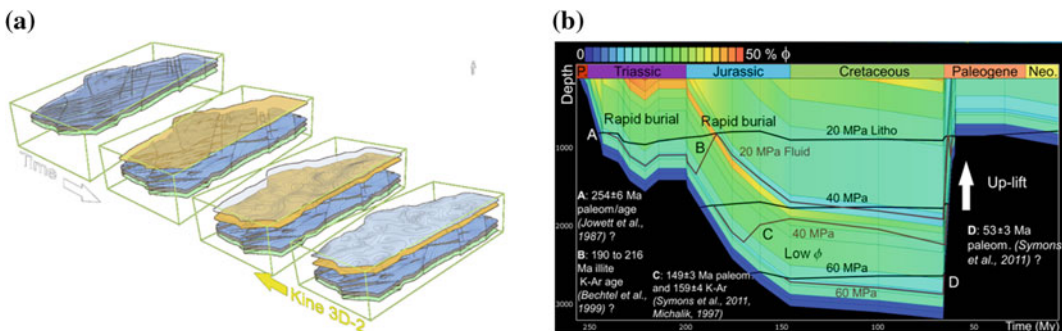 (a)
Time
Kine 3D-2
(b)
0
50 % ϕ
P.
Triassic
Jurassic
Cretaceous
Paleogene
Neo.
Depth
Rapid burial
Rapid burial
A
B
20 MPa Litho
20 MPa Fluid
1000
Up-lift
A: 254±6 Ma
paleom/age
(Jowett et al.,
1987) ?
40 MPa
40 MPa
2000
C
B: 190 to 216
Ma illite
K-Ar age
(Bechtel et al.,
1999) ?
Low ϕ
D: 53±3 Ma
paleom. (Symons
et al., 2011) ?
C: 149±3 Ma paleom.
and 159±4 K-Ar
(Symons et al., 2011,
Michalik, 1997)
60 MPa
60 MPa
D
3000
250
200
150
100
50
Time (My)